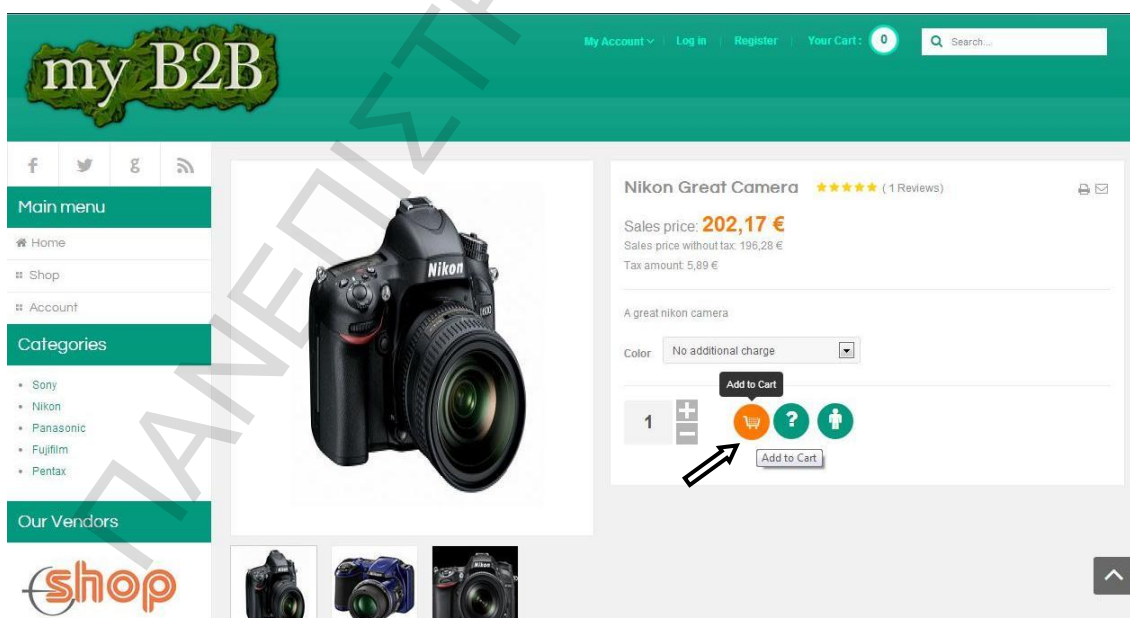 my B2B
My Account | Log in | Register | Your Cart : 0
Search...
f g
Main menu
Home
Shop
Account
Categories
Sony
Nikon
Panasonic
Fujifilm
Pentax
Our Vendors
eshop
Nikon
Nikon Great Camera ( 1 Reviews)
Sales price: 202,17 €
Sales price without tax: 196,28 €
Tax amount: 5,89 €
A great nikon camera
Color No additional charge
Add to Cart
1 + − ?
Add to Cart
ΠΑΝΕΠΙΣΤΗ